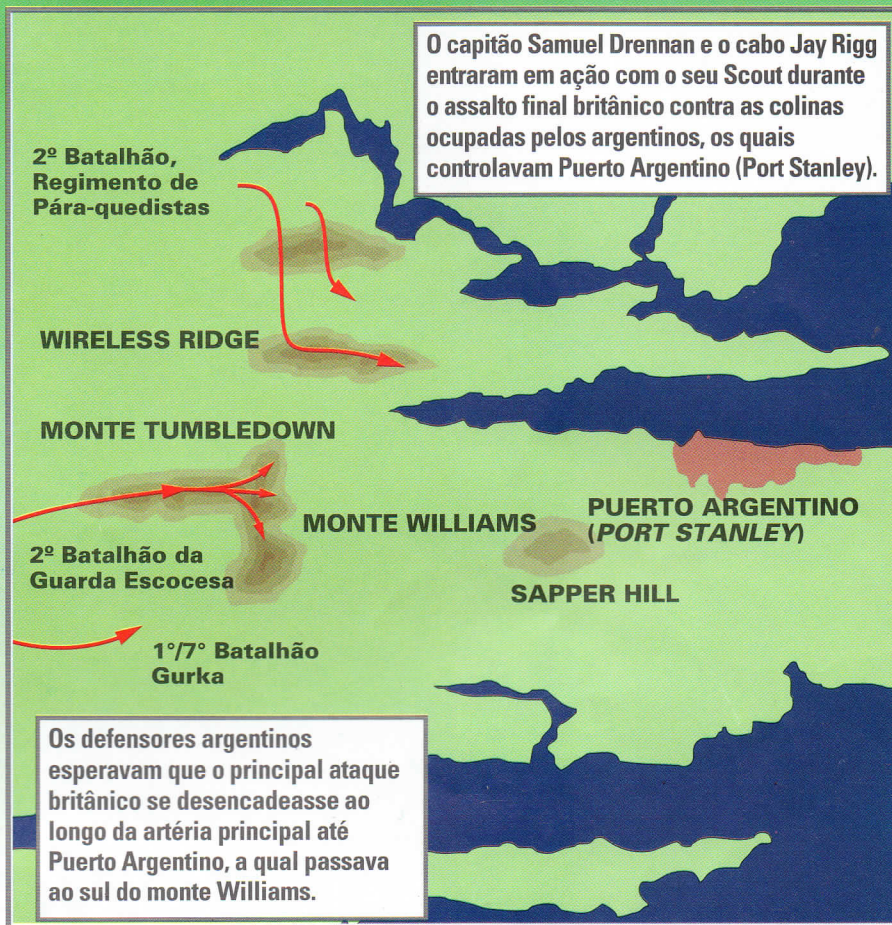 O capitão Samuel Drennan e o cabo Jay Rigg
entraram em ação com o seu Scout durante
o assalto final britânico contra as colinas
ocupadas pelos argentinos, os quais
controlavam Puerto Argentino (Port Stanley).
2º Batalhão,
Regimento de
Pára-quedistas
WIRELESS RIDGE
MONTE TUMBLEDOWN
MONTE WILLIAMS
PUERTO ARGENTINO
(PORT STANLEY)
2º Batalhão da
Guarda Escocesa
SAPPER HILL
1°/7° Batalhão
Gurka
Os defensores argentinos
esperavam que o principal ataque
britânico se desencadeasse ao
longo da artéria principal até
Puerto Argentino, a qual passava
ao sul do monte Williams.